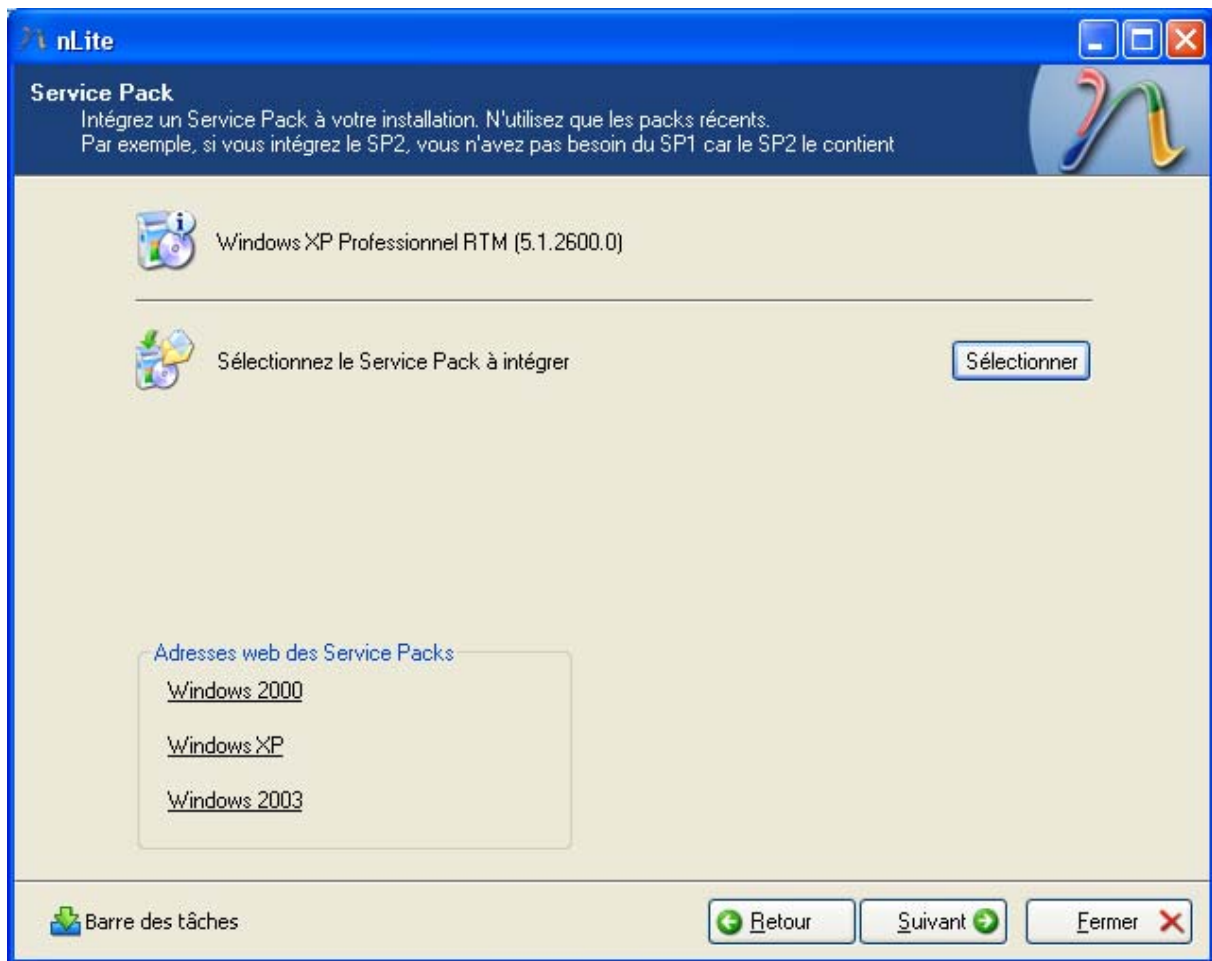 nLite
Service Pack
Intégrez un Service Pack à votre installation. N'utilisez que les packs récents.
Par exemple, si vous intégrez le SP2, vous n'avez pas besoin du SP1 car le SP2 le contient
Windows XP Professionnel RTM (5.1.2600.0)
Sélectionnez le Service Pack à intégrer
Sélectionner
Adresses web des Service Packs
Windows 2000
Windows XP
Windows 2003
Barre des tâches
Retour
Suivant
Fermer